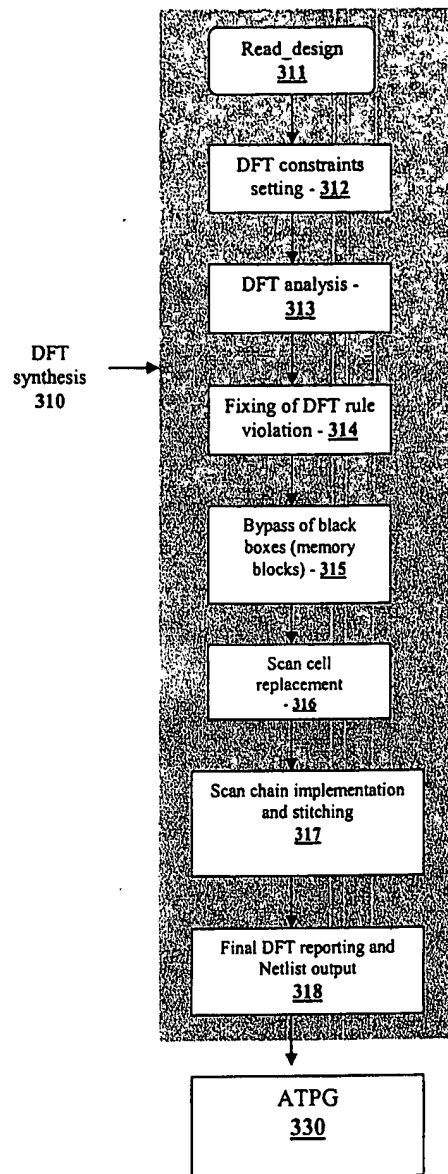 Read_design
311
DFT constraints
setting - 312
DFT analysis -
313
DFT
synthesis
310
Fixing of DFT rule
violation - 314
Bypass of black
boxes (memory
blocks) - 315
Scan cell
replacement
- 316
Scan chain implementation
and stitching
317
Final DFT reporting and
Netlist output
318
ATPG
330